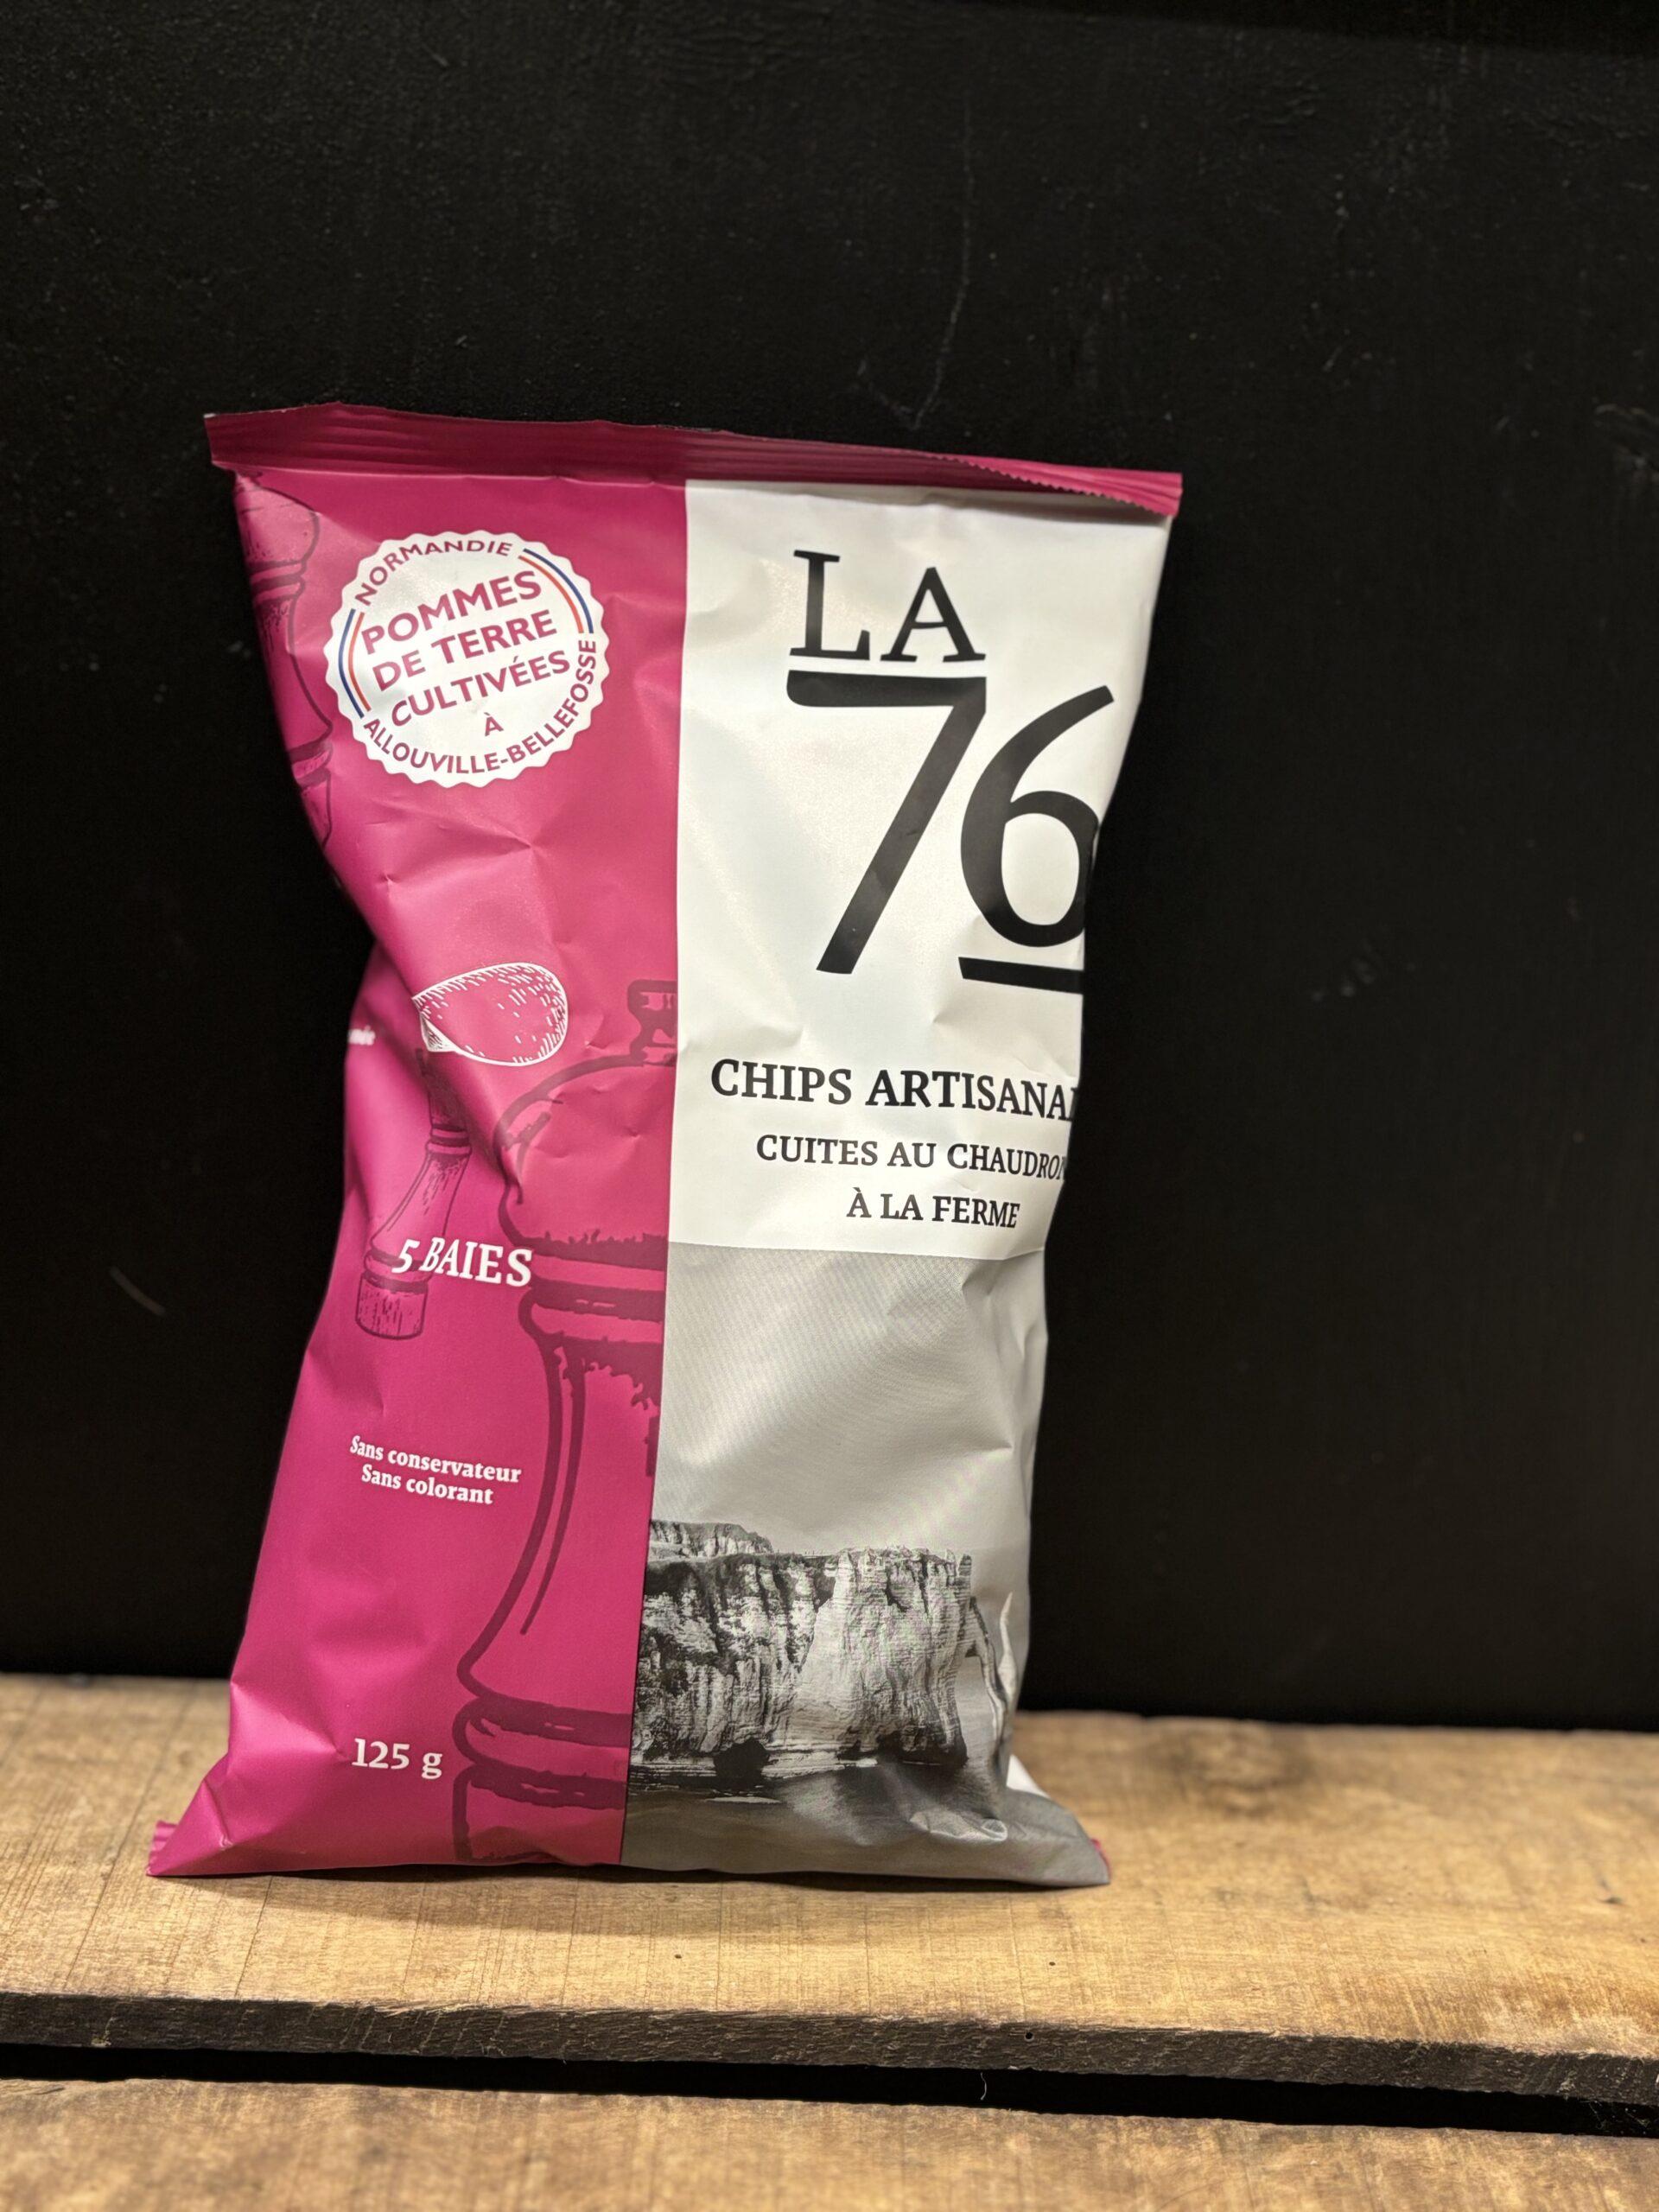 NORMANDIE
POMMES
DE TERRE
CULTIVÉES
À
ALLOUVILLE-BELLEFOSSE
5 BAIES
Sans conservateur
Sans colorant
125 g
LA
76
CHIPS ARTISANAL
CUITES AU CHAUDRON
À LA FERME